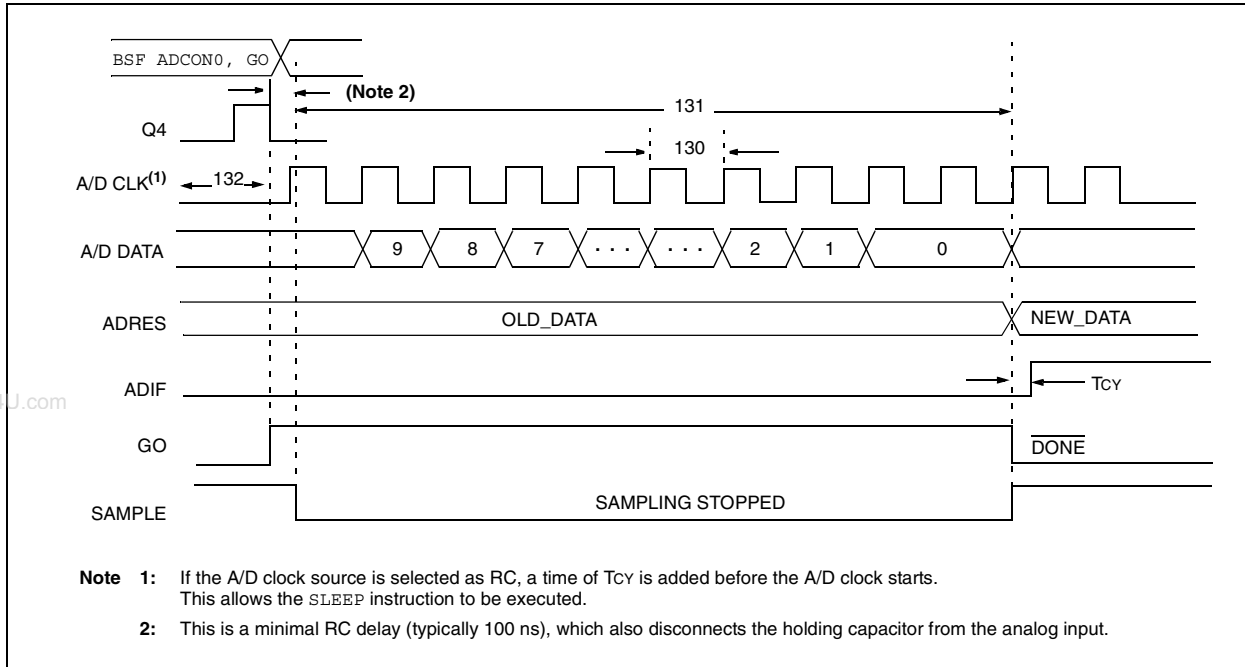 BSF ADCON0, GO
(Note 2)
131
Q4
130
A/D CLK(1)
132
A/D DATA
9 8 7 . . . . . . 2 1 0
ADRES
OLD_DATA
NEW_DATA
ADIF
TCY
4U.com
GO
DONE
SAMPLE
SAMPLING STOPPED
Note 1: If the A/D clock source is selected as RC, a time of TCY is added before the A/D clock starts.
This allows the SLEEP instruction to be executed.
2: This is a minimal RC delay (typically 100 ns), which also disconnects the holding capacitor from the analog input.